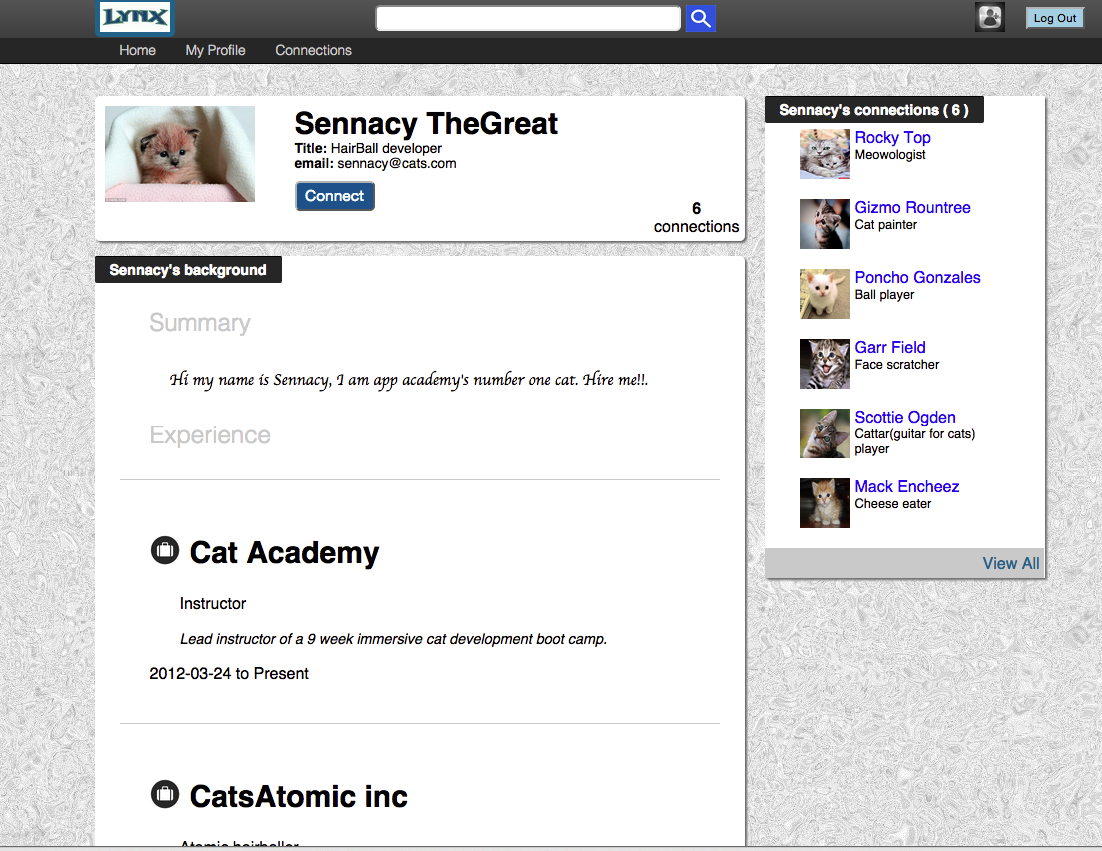 LYNX
Log Out
Home
My Profile
Connections
Sennacy TheGreat
Title: HairBall developer
email: sennacy@cats.com
Connect
6
connections
Sennacy's background
Summary
Hi my name is Sennacy, I am app academy's number one cat. Hire me!!.
Experience
Cat Academy
Instructor
Lead instructor of a 9 week immersive cat development boot camp.
2012-03-24 to Present
CatsAtomic inc
Atomic hairballer
Sennacy's connections ( 6 )
Rocky Top
Meowologist
Gizmo Rountree
Cat painter
Poncho Gonzales
Ball player
Garr Field
Face scratcher
Scottie Ogden
Cattar(guitar for cats)
player
Mack Encheez
Cheese eater
View All